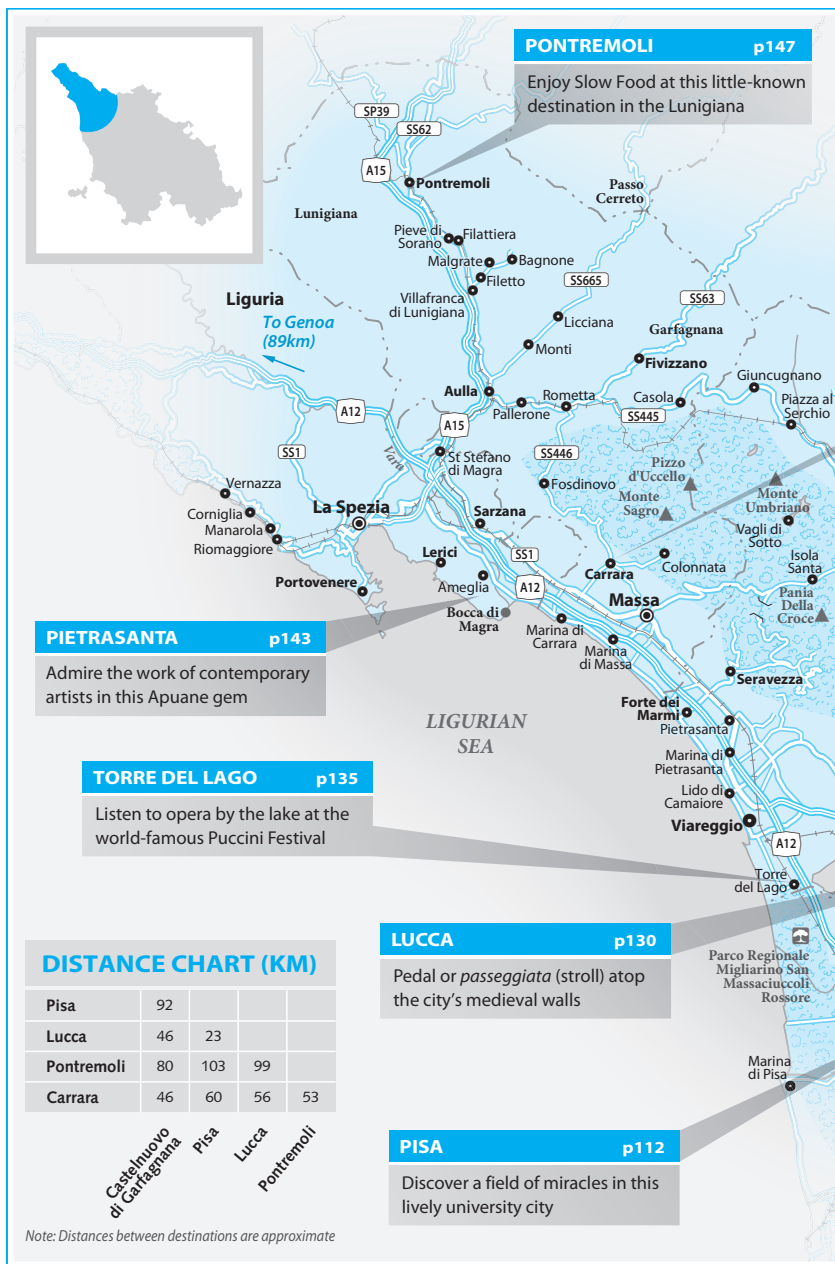 PONTREMOLI p147
Enjoy Slow Food at this little-known
destination in the Lunigiana
SP39
SS62
A15
Pontremoli
Passo
Cerreto
Lunigiana
Pieve di
Sorano
Filattiera
Malgrate
Bagnone
Filetto
SS665
Villafranca
di Lunigiana
SS63
Liguria
To Genoa
(89km)
Licciana
Garfagnana
Monti
Fivizzano
Giuncugnano
Aulla
Pallerone
Rometta
Casola
Piazza al
Serchio
A12
SS445
A15
SS1
Vara
St Stefano
di Magra
SS446
Pizzo
d'Uccello
Fosdinovo
Monte
Sagro
Monte
Umbriano
Vernazza
Corniglia
Manarola
Riomaggiore
La Spezia
Sarzana
Vagli di
Sotto
SS1
Lerici
Carrara
Colonnata
Isola
Santa
Portovenere
Ameglia
A12
Massa
Pania
Della
Croce
Bocca di
Magra
Marina di
Carrara
Marina
di Massa
PIETRASANTA p143
Admire the work of contemporary
artists in this Apuane gem
Seravezza
Forte dei
Marmi
Pietrasanta
LIGURIAN
SEA
Marina di
Pietrasanta
Lido di
Camaiore
TORRE DEL LAGO p135
Listen to opera by the lake at the
world-famous Puccini Festival
Viareggio
A12
Torre
del Lago
LUCCA p130
Pedal or passeggiata (stroll) atop
the city's medieval walls
Parco Regionale
Migliarino San
Massaciuccoli
Rossore
DISTANCE CHART (KM)
Pisa 92
Lucca 46 23
Pontremoli 80 103 99
Carrara 46 60 56 53
Castelnuovo
di Garfagnana
Pisa
Lucca
Pontremoli
Note: Distances between destinations are approximate
Marina
di Pisa
PISA p112
Discover a field of miracles in this
lively university city